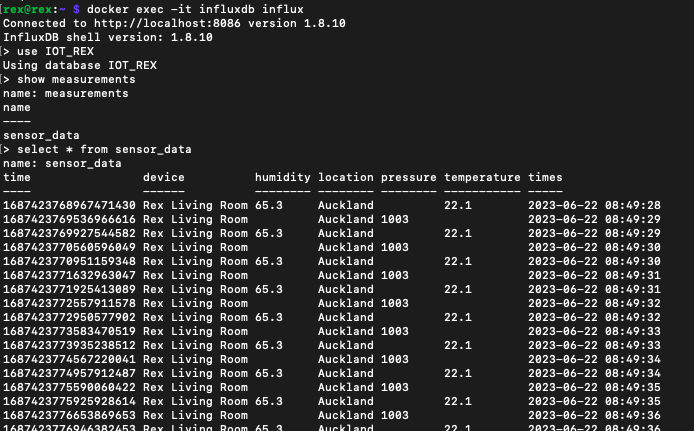 [rex@rex:~ $ docker exec -it influxdb influx
Connected to http://localhost:8086 version 1.8.10
InfluxDB shell version: 1.8.10
[> use IOT_REX
Using database IOT_REX
[> show measurements
name: measurements
name
----
sensor_data
[> select * from sensor_data
name: sensor_data
time device humidity location pressure temperature times
---- ------ -------- -------- -------- ----------- -----
1687423768967471430 Rex Living Room 65.3 Auckland 22.1 2023-06-22 08:49:28
1687423769536966616 Rex Living Room Auckland 1003 2023-06-22 08:49:29
1687423769927544582 Rex Living Room 65.3 Auckland 22.1 2023-06-22 08:49:29
1687423770560596049 Rex Living Room Auckland 1003 2023-06-22 08:49:30
1687423770951159348 Rex Living Room 65.3 Auckland 22.1 2023-06-22 08:49:30
1687423771632963047 Rex Living Room Auckland 1003 2023-06-22 08:49:31
1687423771925413089 Rex Living Room 65.3 Auckland 22.1 2023-06-22 08:49:31
1687423772557911578 Rex Living Room Auckland 1003 2023-06-22 08:49:32
1687423772950577902 Rex Living Room 65.3 Auckland 22.1 2023-06-22 08:49:32
1687423773583470519 Rex Living Room Auckland 1003 2023-06-22 08:49:33
1687423773935238512 Rex Living Room 65.3 Auckland 22.1 2023-06-22 08:49:33
1687423774567220041 Rex Living Room Auckland 1003 2023-06-22 08:49:34
1687423774957912487 Rex Living Room 65.3 Auckland 22.1 2023-06-22 08:49:34
1687423775590060422 Rex Living Room Auckland 1003 2023-06-22 08:49:35
1687423775925928614 Rex Living Room 65.3 Auckland 22.1 2023-06-22 08:49:35
1687423776653869653 Rex Living Room Auckland 1003 2023-06-22 08:49:36
1687423776946382453 Rex Living Room 65.3 Auckland 22.1 2023-06-22 08:49:36